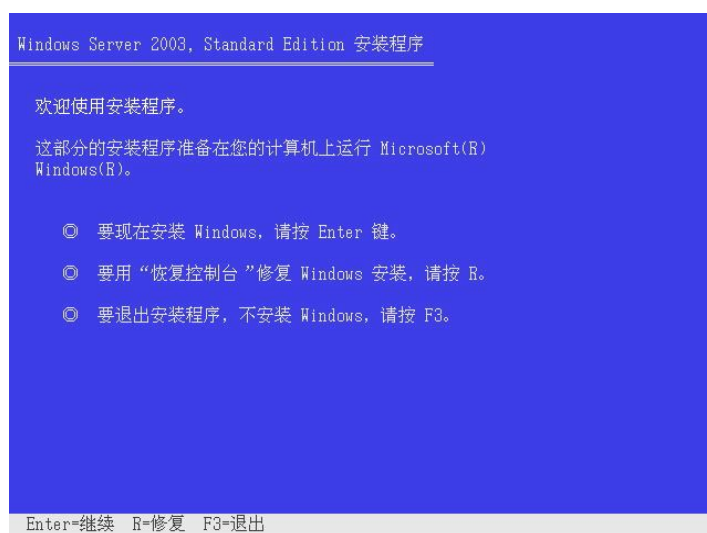 Windows Server 2003, Standard Edition 安装程序
欢迎使用安装程序。
这部分的安装程序准备在您的计算机上运行 Microsoft(R)
Windows(R)。
◎ 要现在安装 Windows，请按 Enter 键。
◎ 要用“恢复控制台”修复 Windows 安装，请按 R。
◎ 要退出安装程序，不安装 Windows，请按 F3。
Enter=继续 R=修复 F3=退出